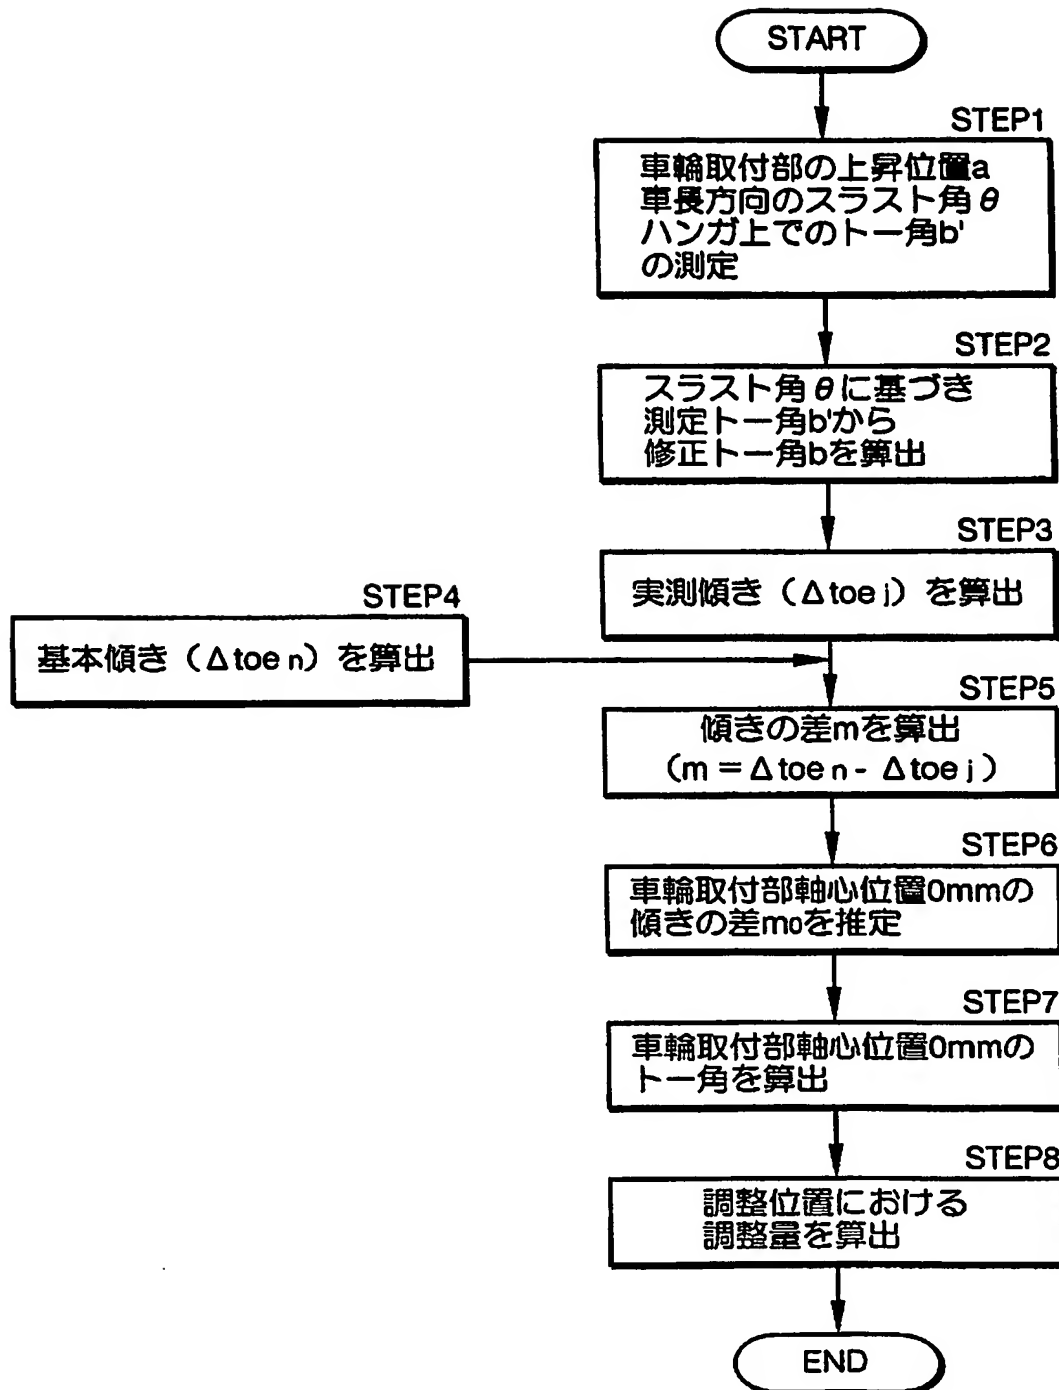 START
STEP1
車輪取付部の上昇位置a
車長方向のスラスト角θ
ハンガ上でのトー角b'
の測定
STEP2
スラスト角θに基づき
測定トー角b'から
修正トー角bを算出
STEP3
実測傾き（Δtoe j）を算出
STEP4
基本傾き（Δtoe n）を算出
STEP5
傾きの差mを算出
（m = Δtoe n - Δtoe j）
STEP6
車輪取付部軸心位置0mmの
傾きの差m0を推定
STEP7
車輪取付部軸心位置0mmの
トー角を算出
STEP8
調整位置における
調整量を算出
END